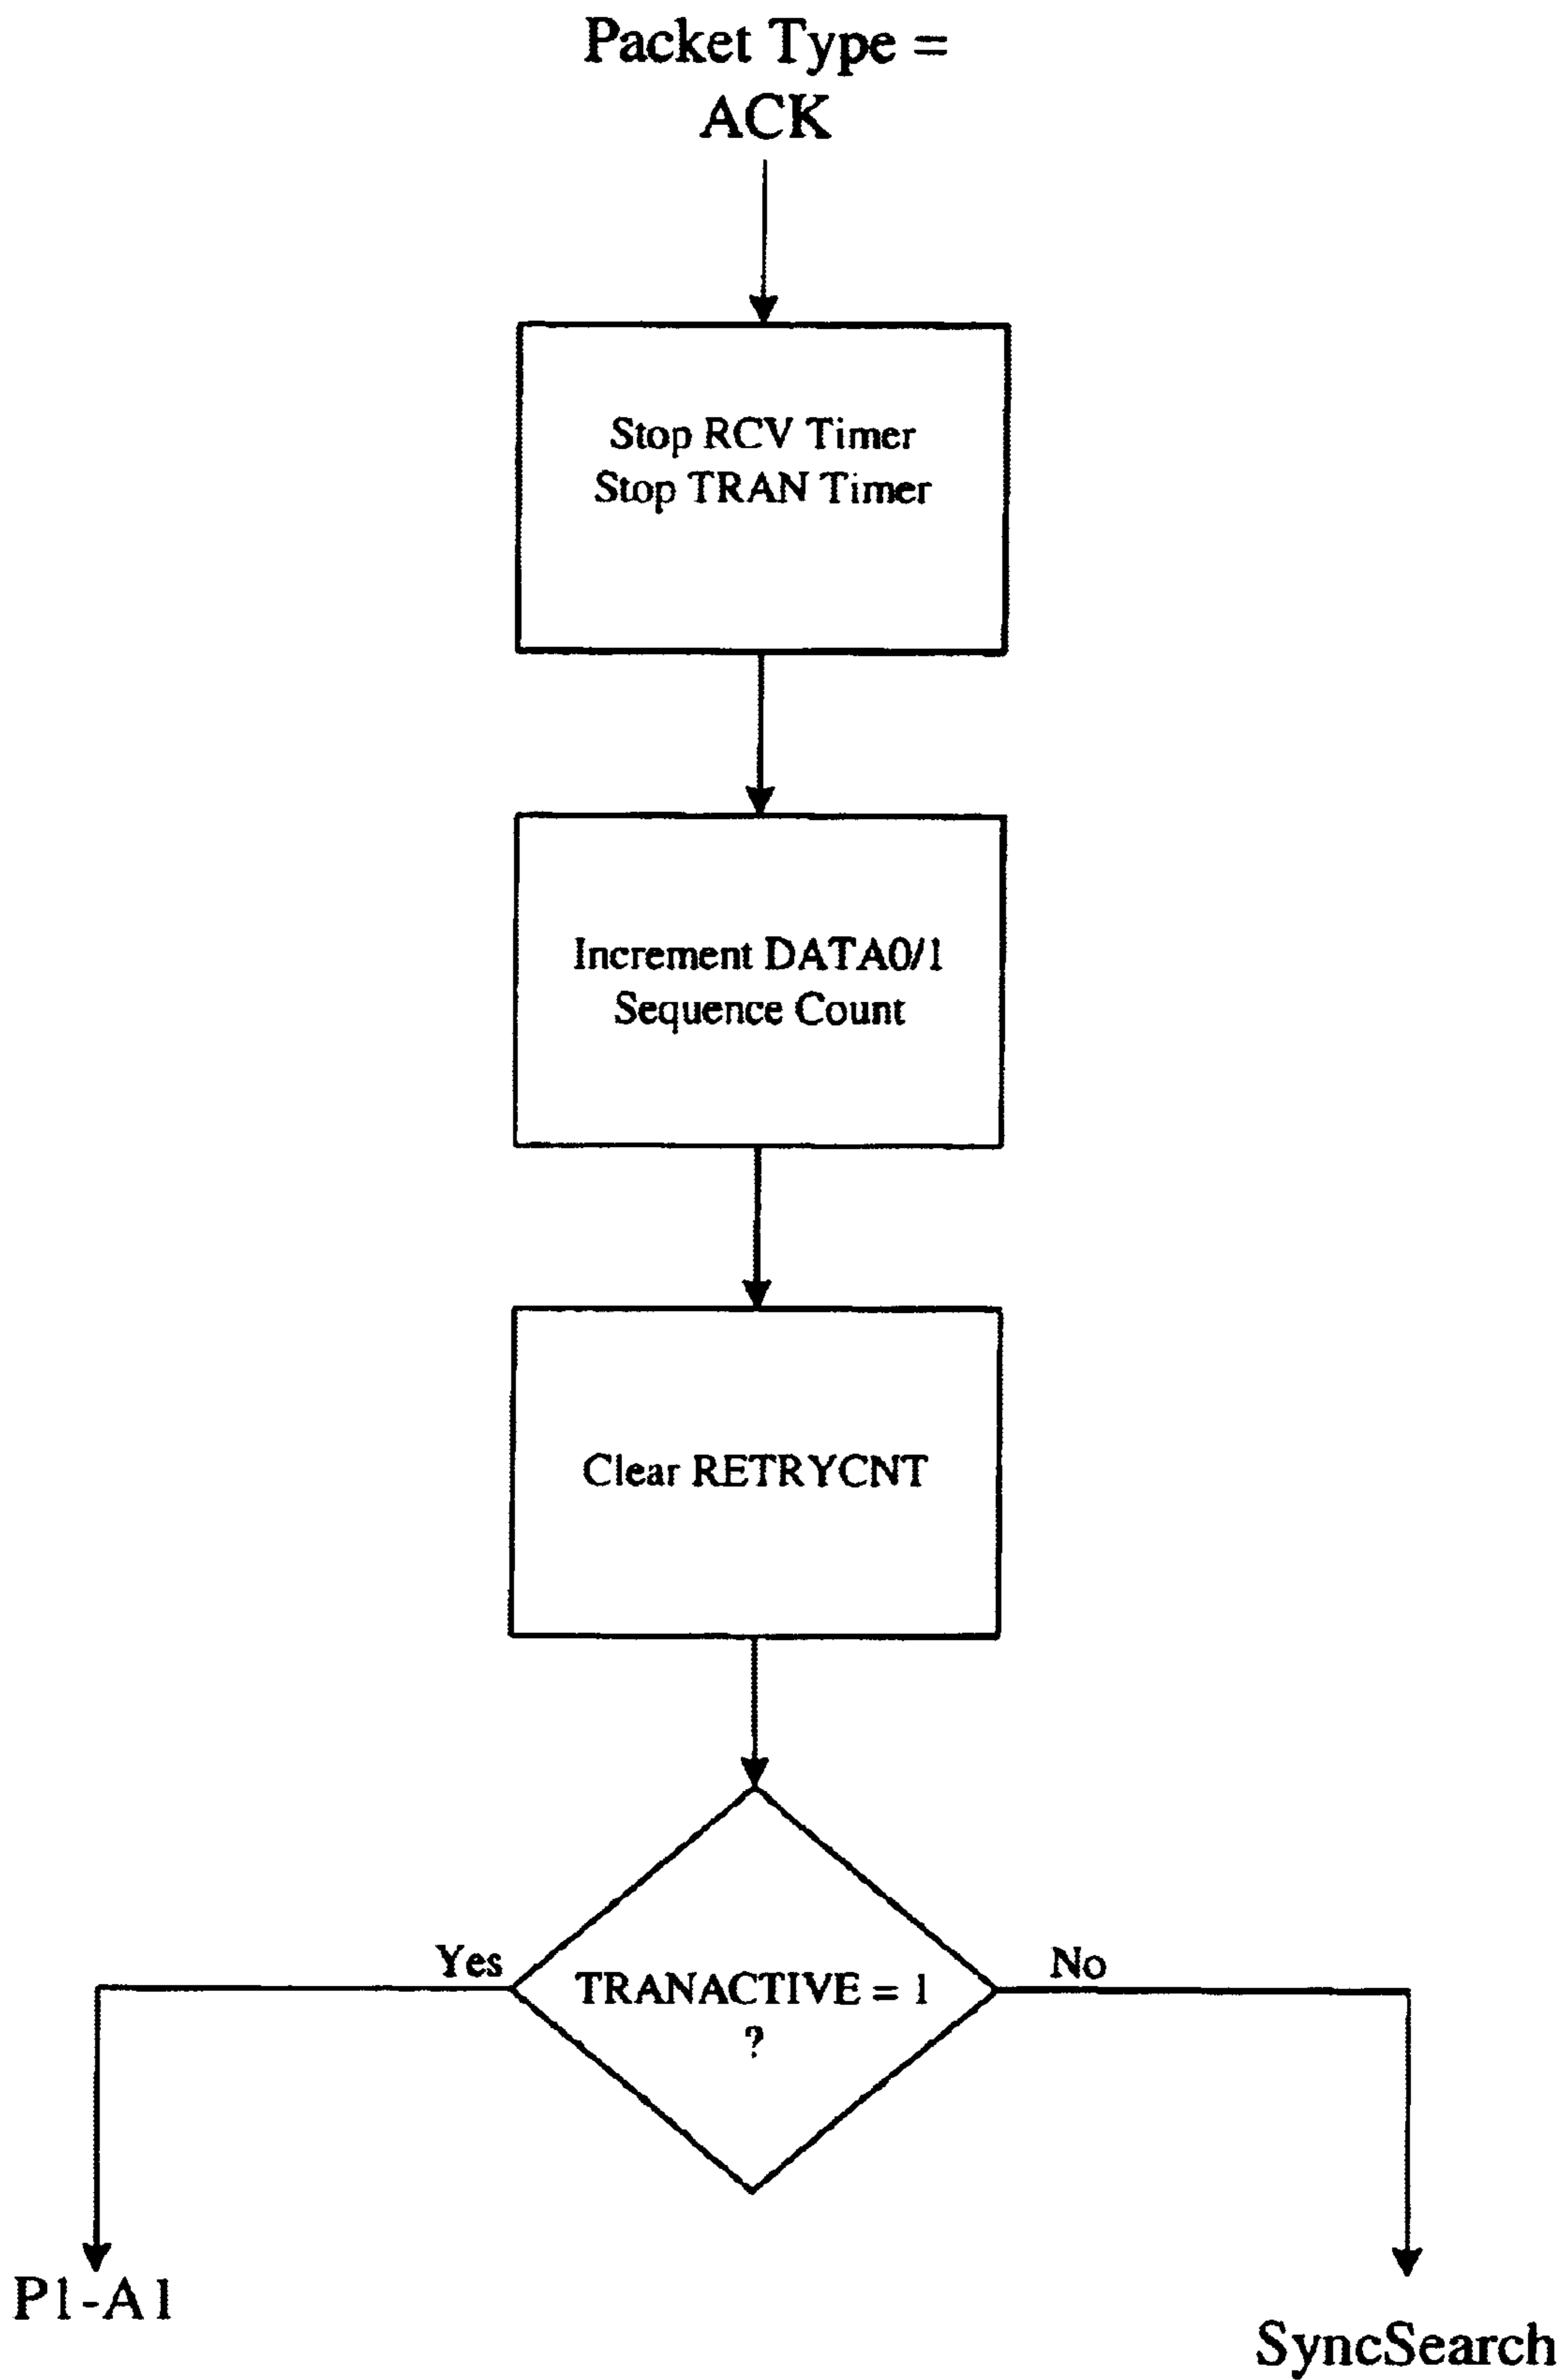 Packet Type =
ACK
Stop RCV Timer
Stop TRAN Timer
Increment DATA0/1
Sequence Count
Clear RETRYCNT
Yes
TRANACTIVE = 1
?
No
P1-A1
SyncSearch